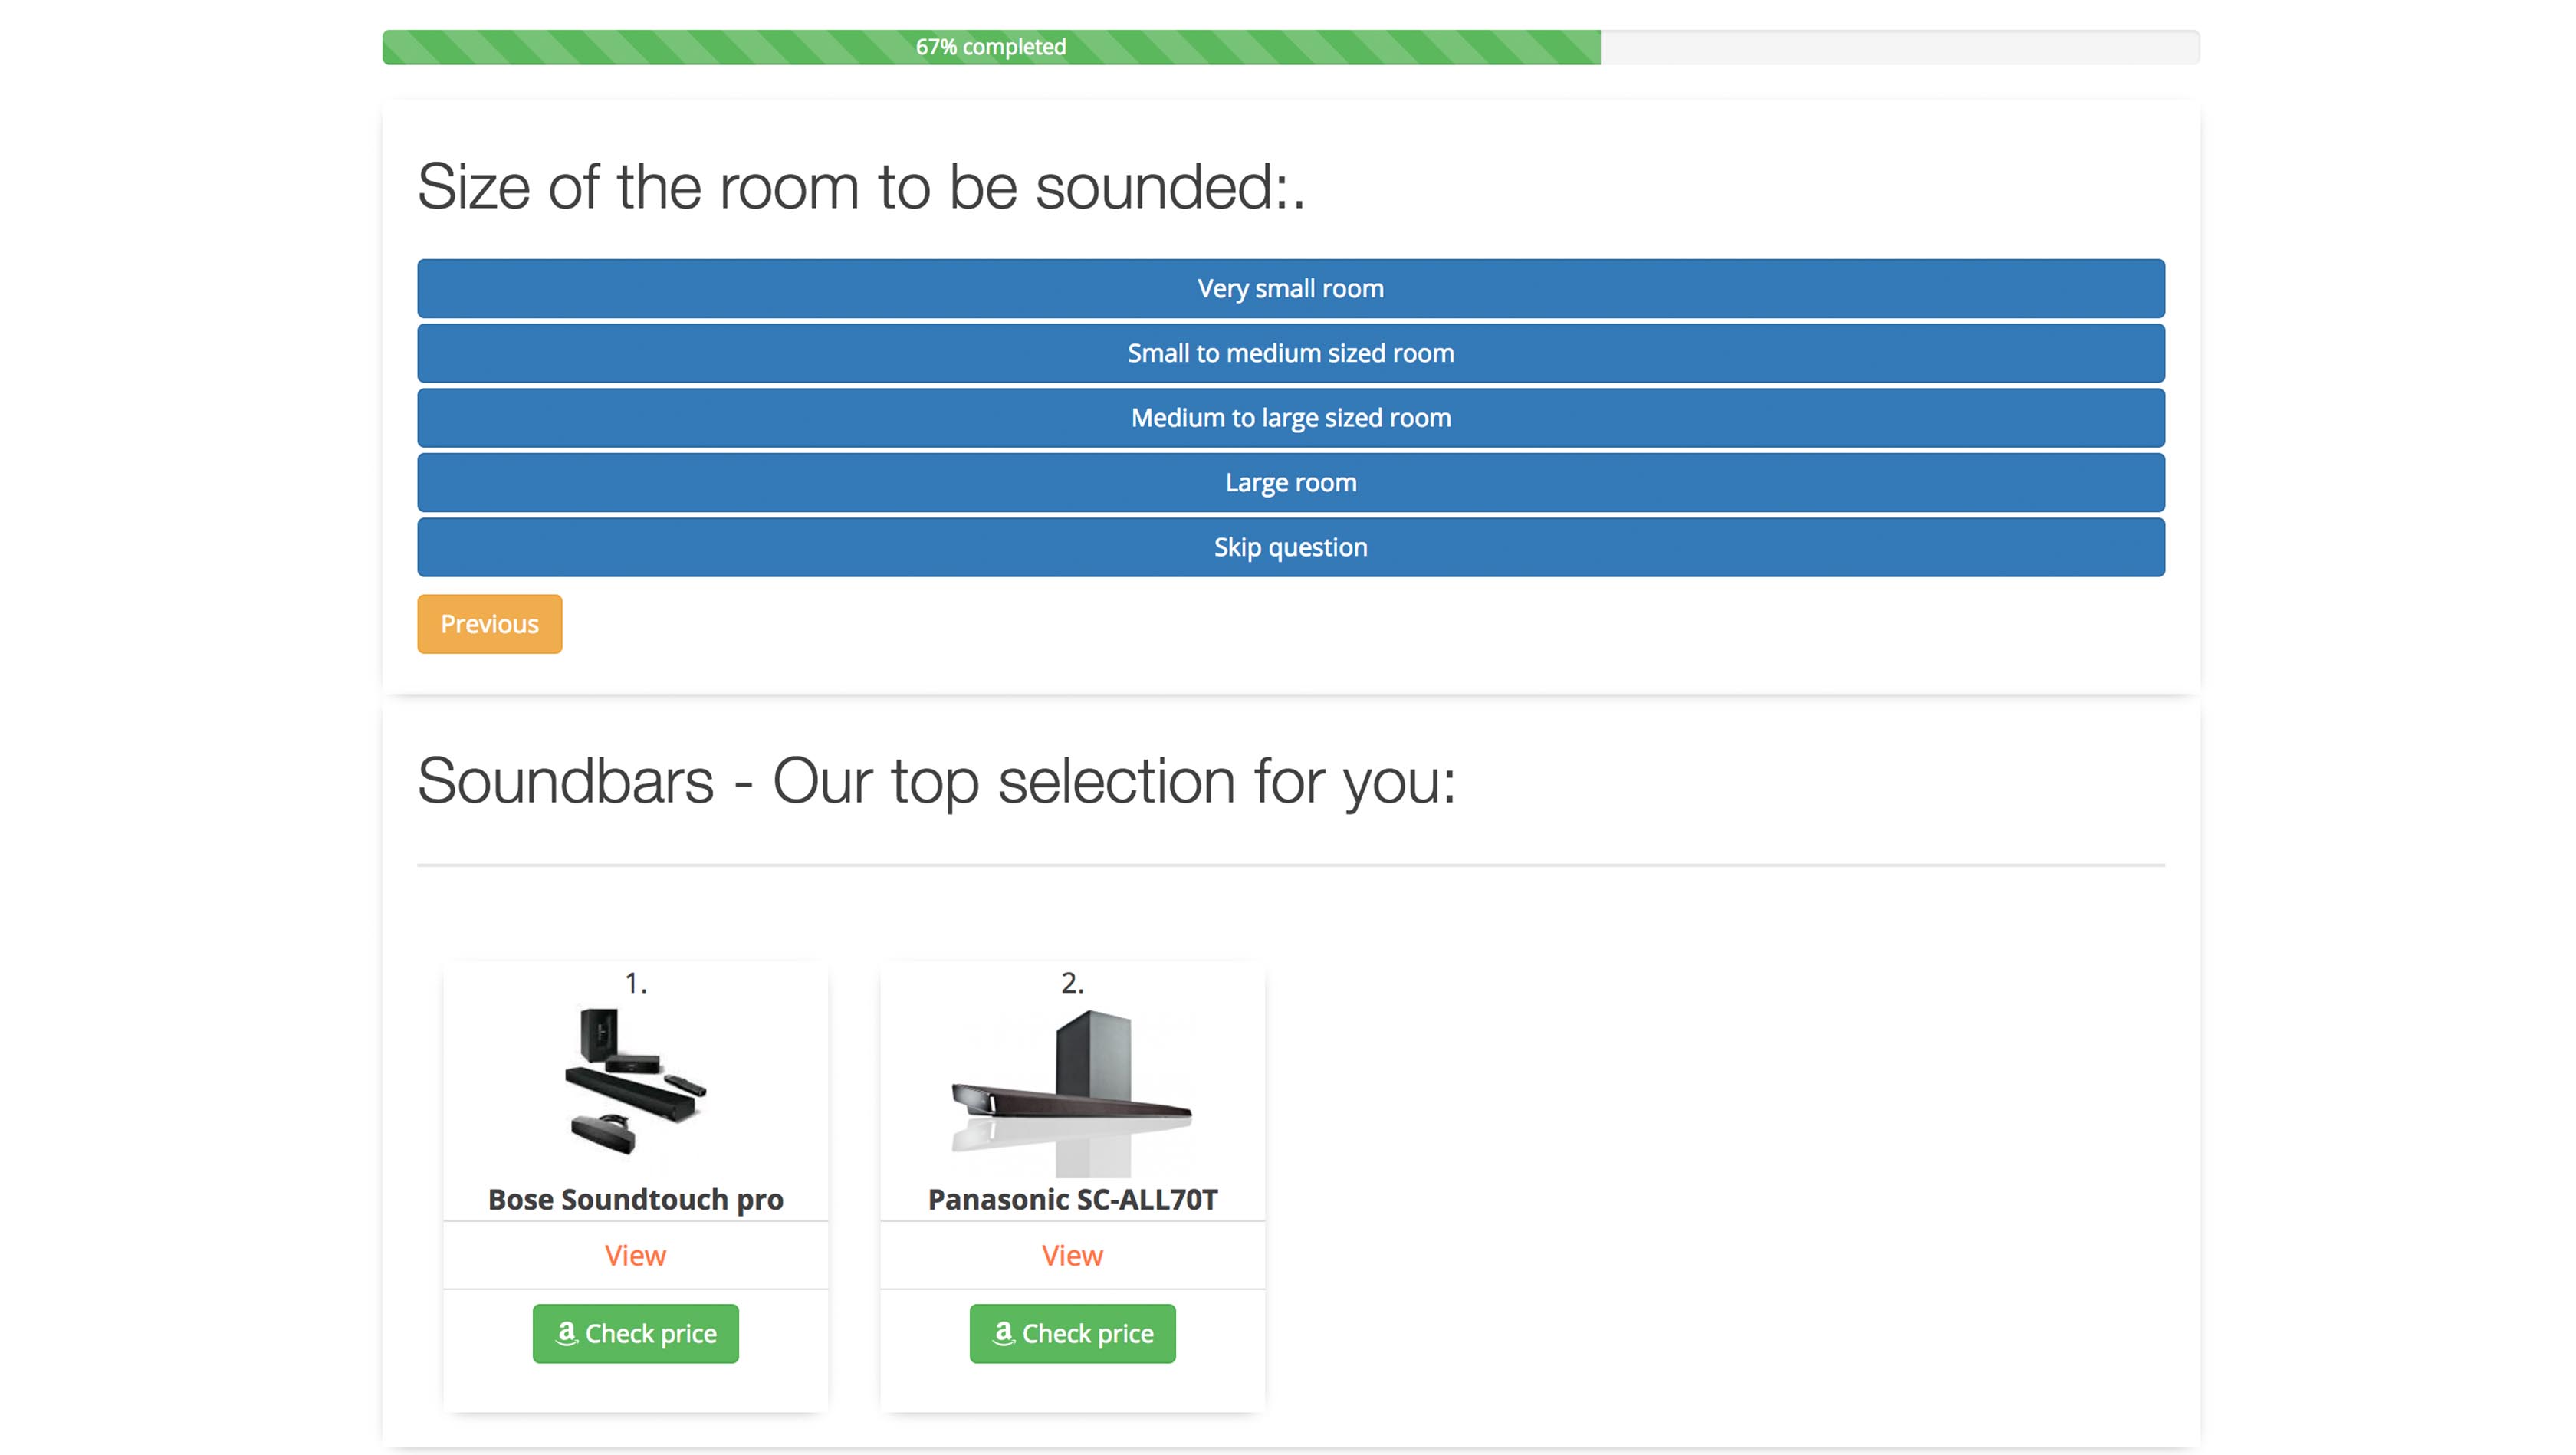 67% completed
Size of the room to be sounded:.
Very small room
Small to medium sized room
Medium to large sized room
Large room
Skip question
Previous
Soundbars - Our top selection for you:
1.
Bose Soundtouch pro
View
Check price
2.
Panasonic SC-ALL70T
View
Check price